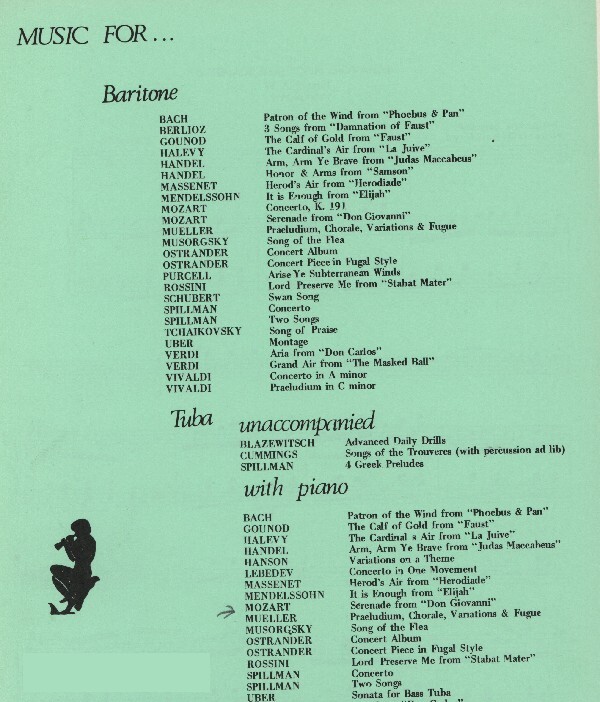 MUSIC FOR...
Baritone
BACH Patron of the Wind from "Phoebus & Pan"
BERLIOZ 3 Songs from "Damnation of Faust"
GOUNOD The Calf of Gold from "Faust"
HALEVY The Cardinal's Air from "La Juive"
HANDEL Arm, Arm Ye Brave from "Judas Maccabeus"
HANDEL Honor & Arms from "Samson"
MASSENET Herod's Air from "Herodiade"
MENDELSSOHN It is Enough from "Elijah"
MOZART Concerto, K. 191
MOZART Serenade from "Don Giovanni"
MUELLER Praeludium, Chorale, Variations & Fugue
MUSORGSKY Song of the Flea
OSTRANDER Concert Album
OSTRANDER Concert Piece in Fugal Style
PURCELL Arise Ye Subterranean Winds
ROSSINI Lord Preserve Me from "Stabat Mater"
SCHUBERT Swan Song
SPILLMAN Concerto
SPILLMAN Two Songs
TCHAIKOVSKY Song of Praise
UBER Montage
VERDI Aria from "Don Carlos"
VERDI Grand Air from "The Masked Ball"
VIVALDI Concerto in A minor
VIVALDI Praeludium in C minor
Tuba unaccompanied
BLAZEWITSCH Advanced Daily Drills
CUMMINGS Songs of the Trouveres (with percussion ad lib)
SPILLMAN 4 Greek Preludes
with piano
BACH Patron of the Wind from "Phoebus & Pan"
GOUNOD The Calf of Gold from "Faust"
HALEVY The Cardinal s Air from "La Juive"
HANDEL Arm, Arm Ye Brave from "Judas Maccabeus"
HANSON Variations on a Theme
LEBEDEV Concerto in One Movement
MASSENET Herod's Air from "Herodiade"
MENDELSSOHN It is Enough from "Elijah"
MOZART Serenade from "Don Giovanni"
MUELLER Praeludium, Chorale, Variations & Fugue
MUSORGSKY Song of the Flea
OSTRANDER Concert Album
OSTRANDER Concert Piece in Fugal Style
ROSSINI Lord Preserve Me from "Stabat Mater"
SPILLMAN Concerto
SPILLMAN Two Songs
UBER Sonata for Bass Tuba